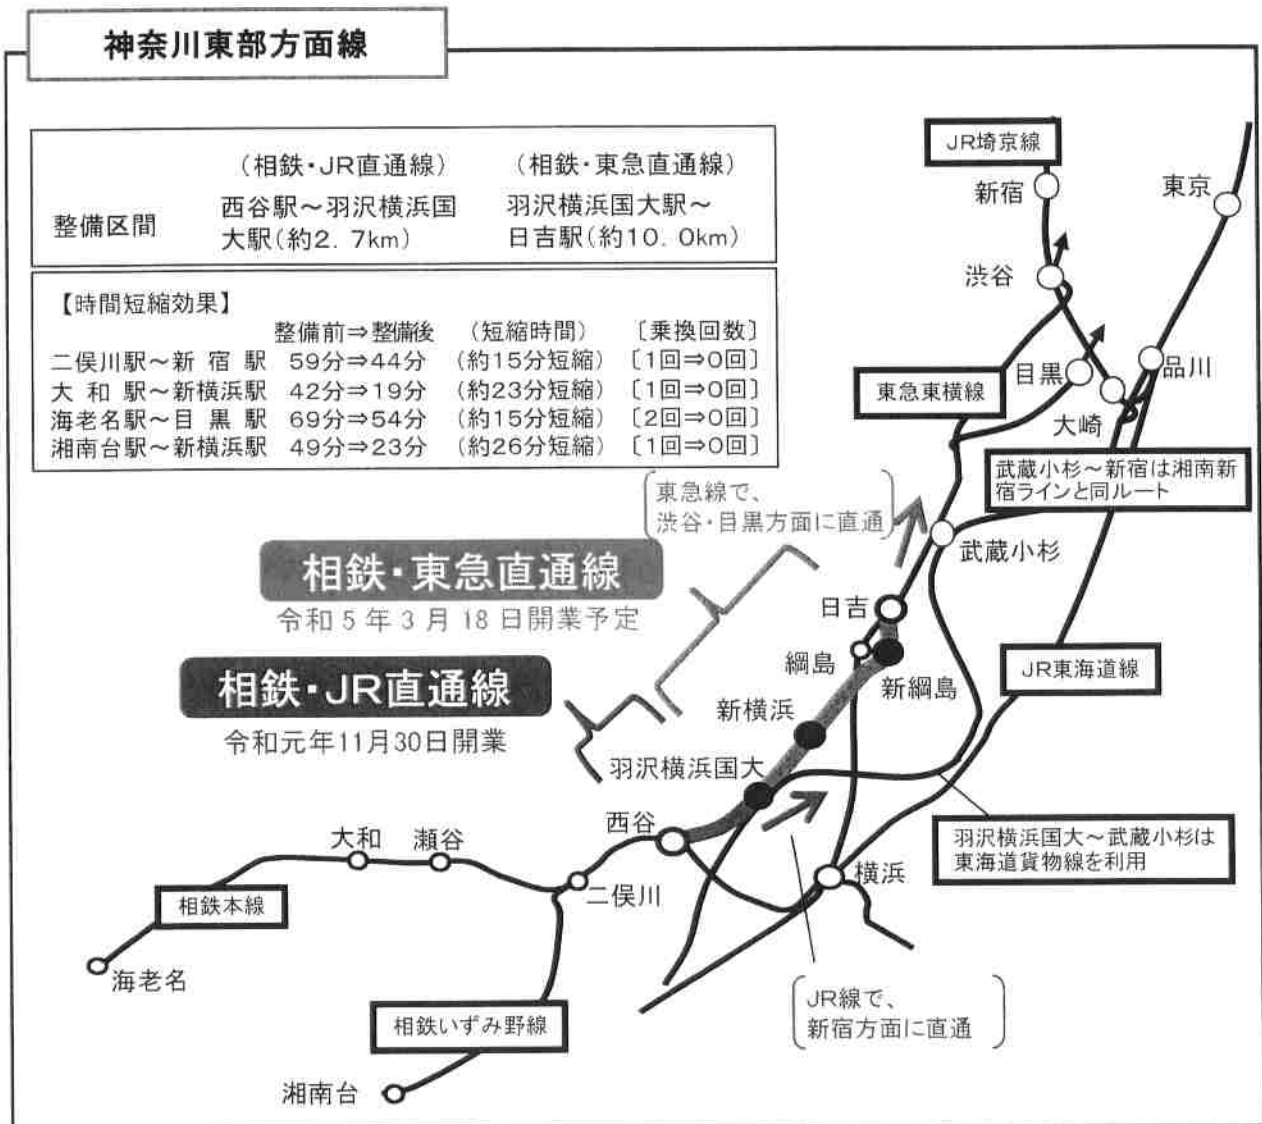 神奈川東部方面線
（相鉄・JR直通線）　（相鉄・東急直通線）
整備区間　西谷駅～羽沢横浜国　羽沢横浜国大駅～
大駅（約2．7km）　日吉駅（約10．0km）
【時間短縮効果】
整備前⇒整備後　（短縮時間）　〔乗換回数〕
二俣川駅～新 宿 駅　59分⇒44分　（約15分短縮）　〔1回⇒0回〕
大 和 駅～新横浜駅　42分⇒19分　（約23分短縮）　〔1回⇒0回〕
海老名駅～目 黒 駅　69分⇒54分　（約15分短縮）　〔2回⇒0回〕
湘南台駅～新横浜駅　49分⇒23分　（約26分短縮）　〔1回⇒0回〕
JR埼京線
新宿
東京
渋谷
目黒
品川
東急東横線
大崎
武蔵小杉～新宿は湘南新
宿ラインと同ルート
東急線で、
渋谷・目黒方面に直通
武蔵小杉
相鉄・東急直通線
令和5年3月18日開業予定
日吉
綱島
新綱島
JR東海道線
相鉄・JR直通線
令和元年11月30日開業
新横浜
羽沢横浜国大
西谷
羽沢横浜国大～武蔵小杉は
東海道貨物線を利用
大和
瀬谷
二俣川
横浜
相鉄本線
海老名
JR線で、
新宿方面に直通
相鉄いずみ野線
湘南台